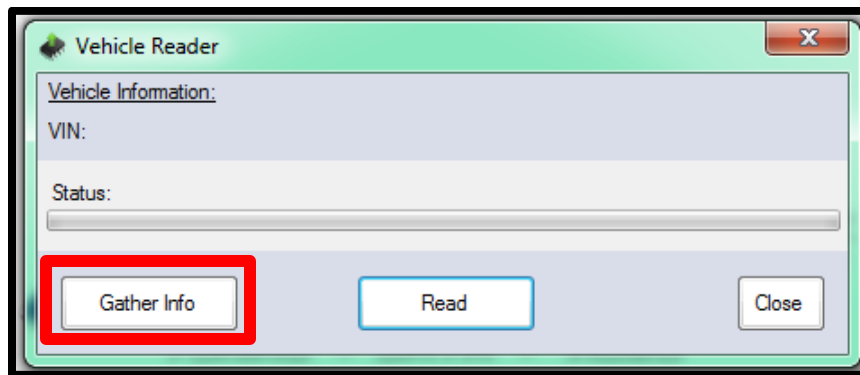 Vehicle Reader
Vehicle Information:
VIN:
Status:
Gather Info Read Close